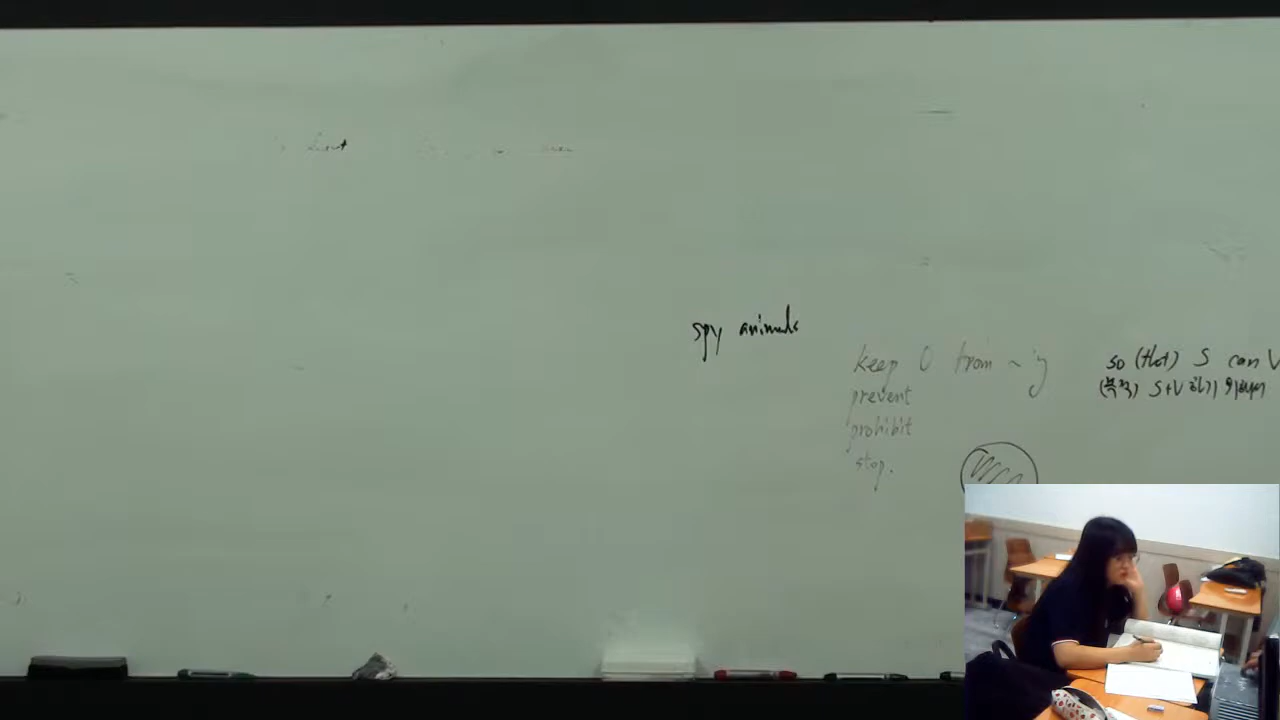 spy animals
keep O from ~ing
prevent
prohibit
stop.
so (that) S can V
(목적) S+V 하기 위해서